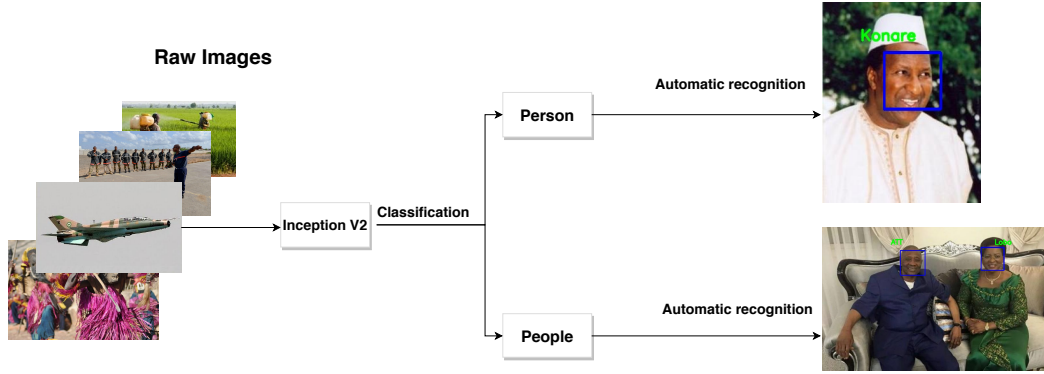 Raw Images
Inception V2
Classification
Person
Automatic recognition
Konare
People
Automatic recognition